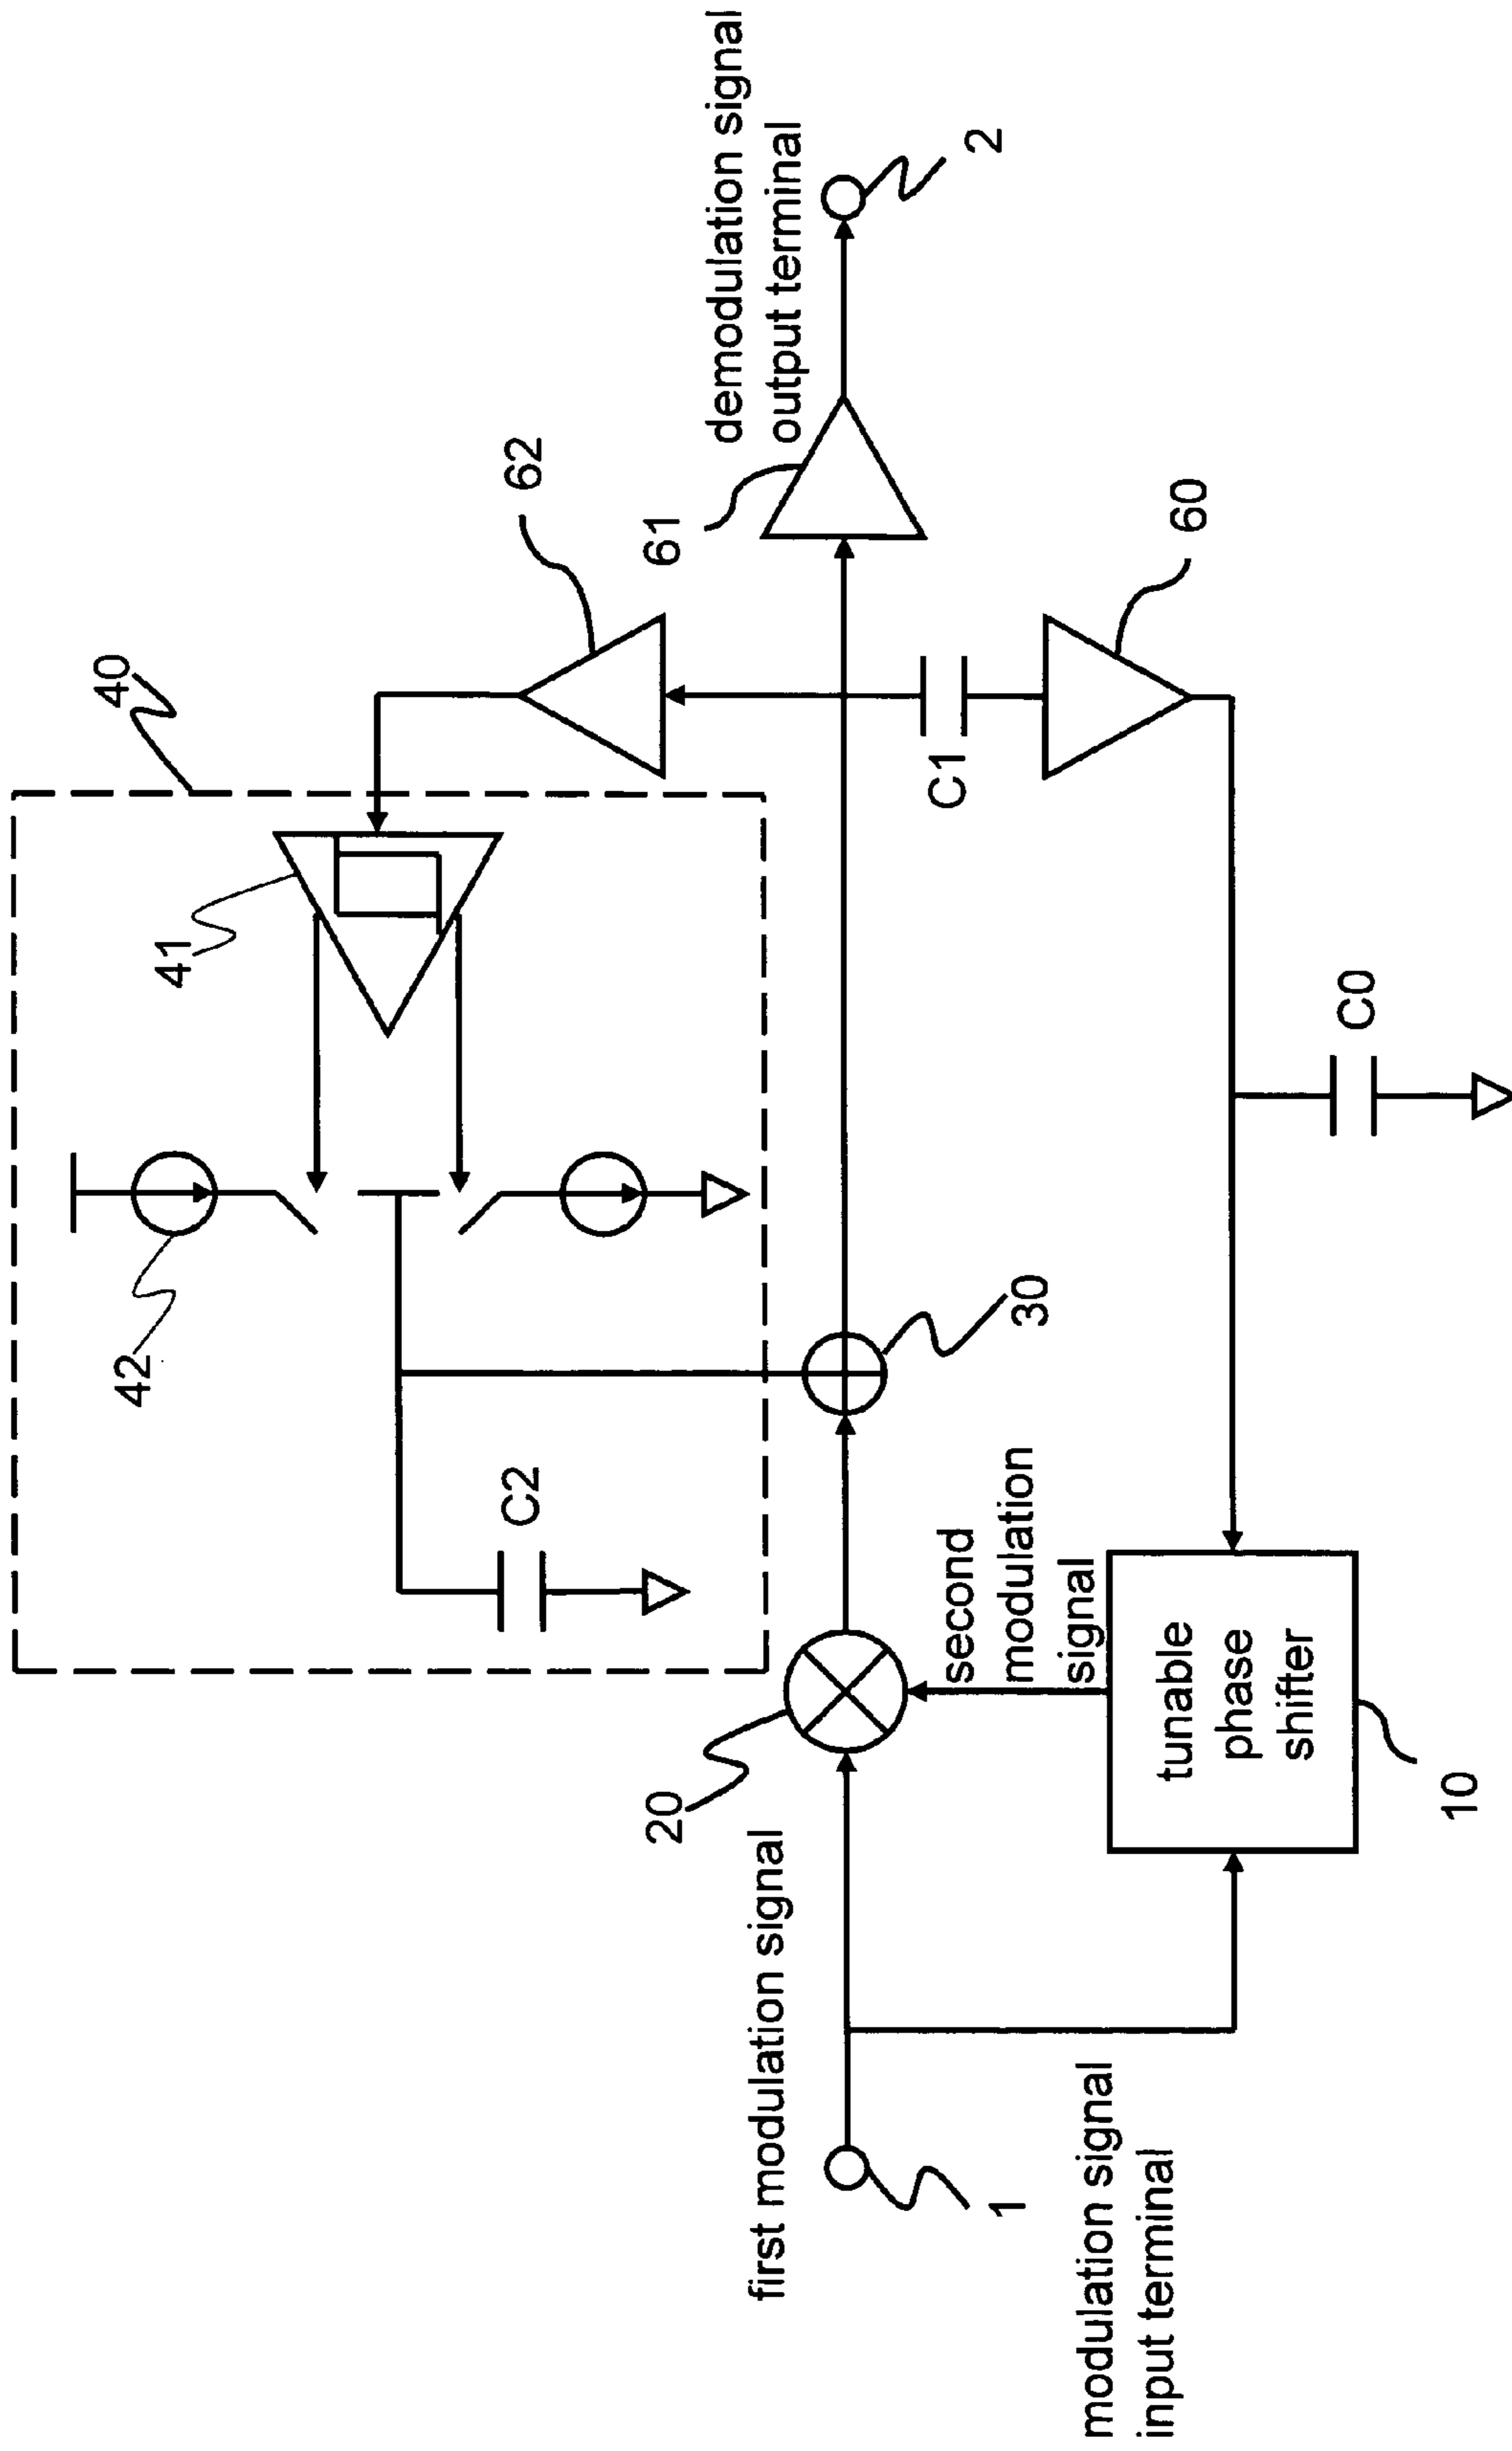 40
42
41
C2
62
demodulation signal
output terminal
61
2
20
30
C1
60
first modulation signal
second
modulation
signal
1
modulation signal
input terminal
tunable
phase
shifter
10
C0